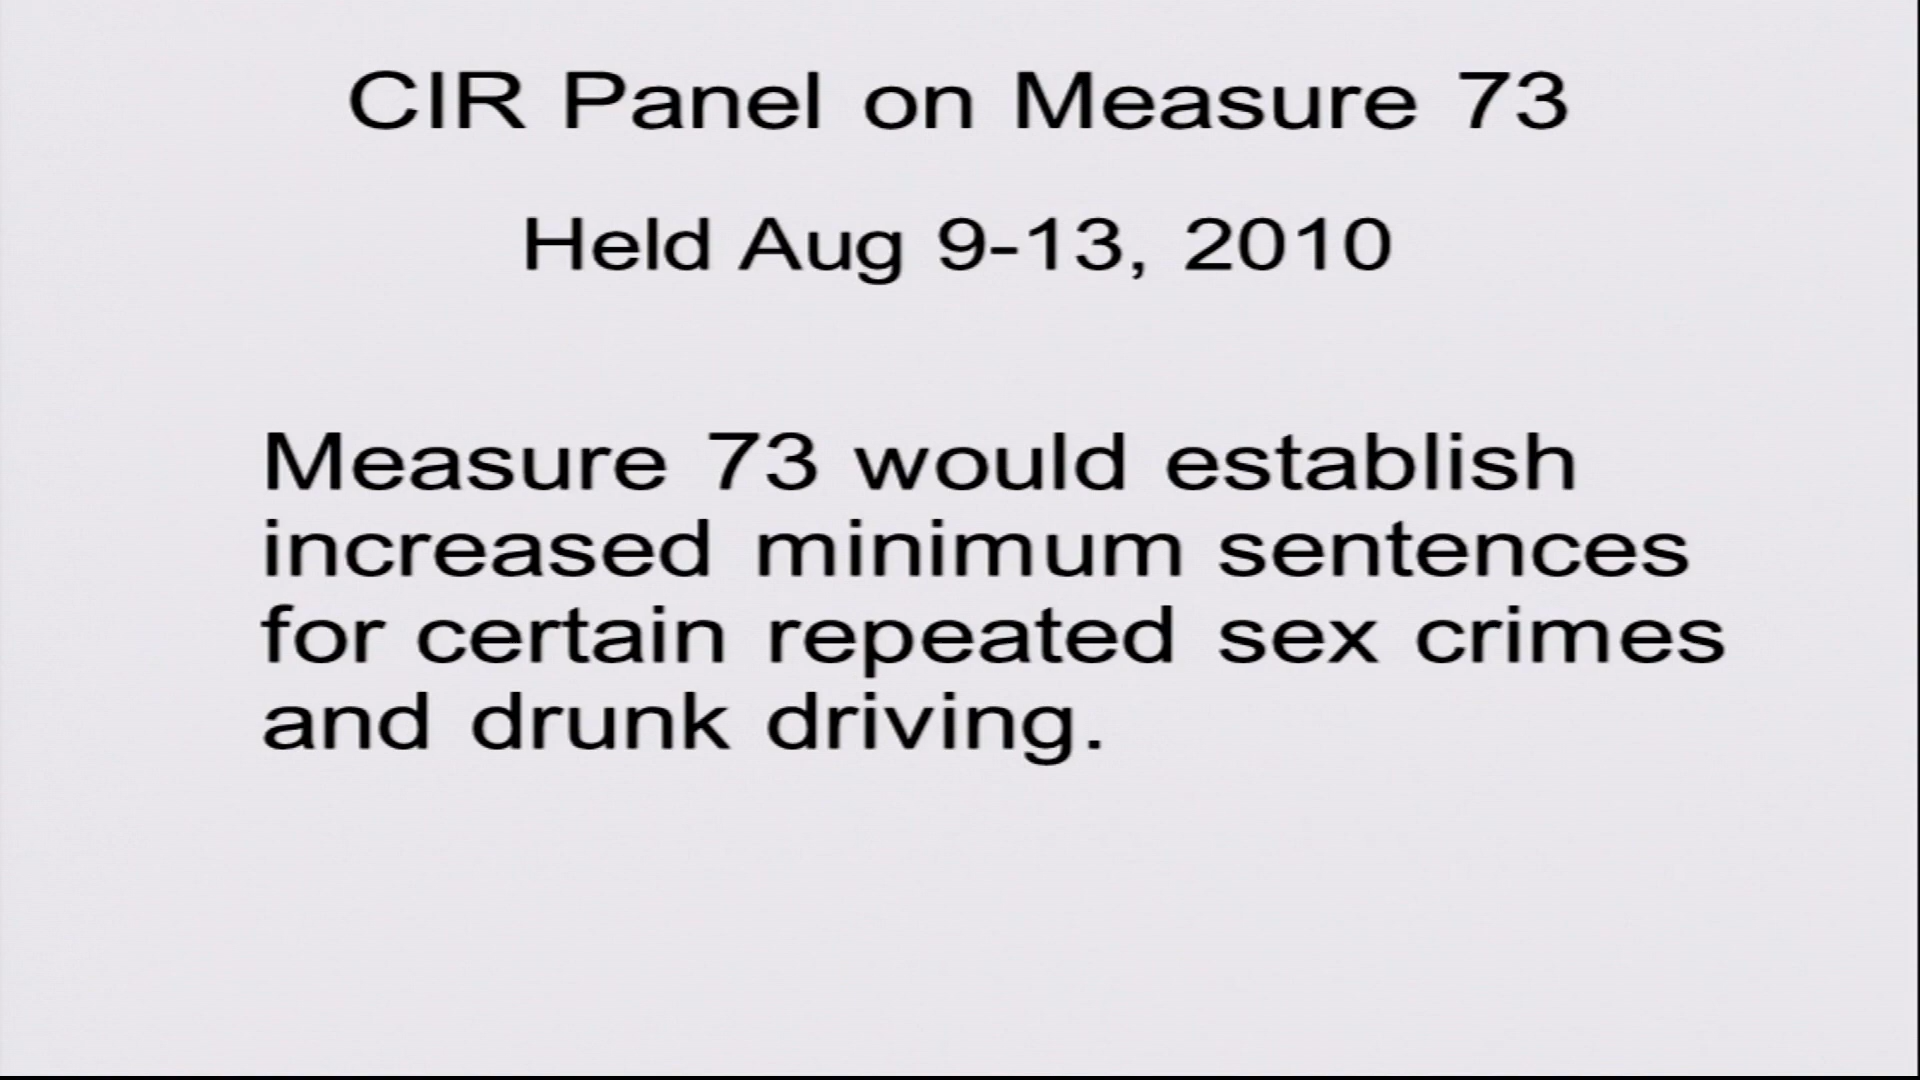 CIR Panel on Measure 73
Held Aug 9-13, 2010
Measure 73 would establish
increased minimum sentences
for certain repeated sex crimes
and drunk driving.